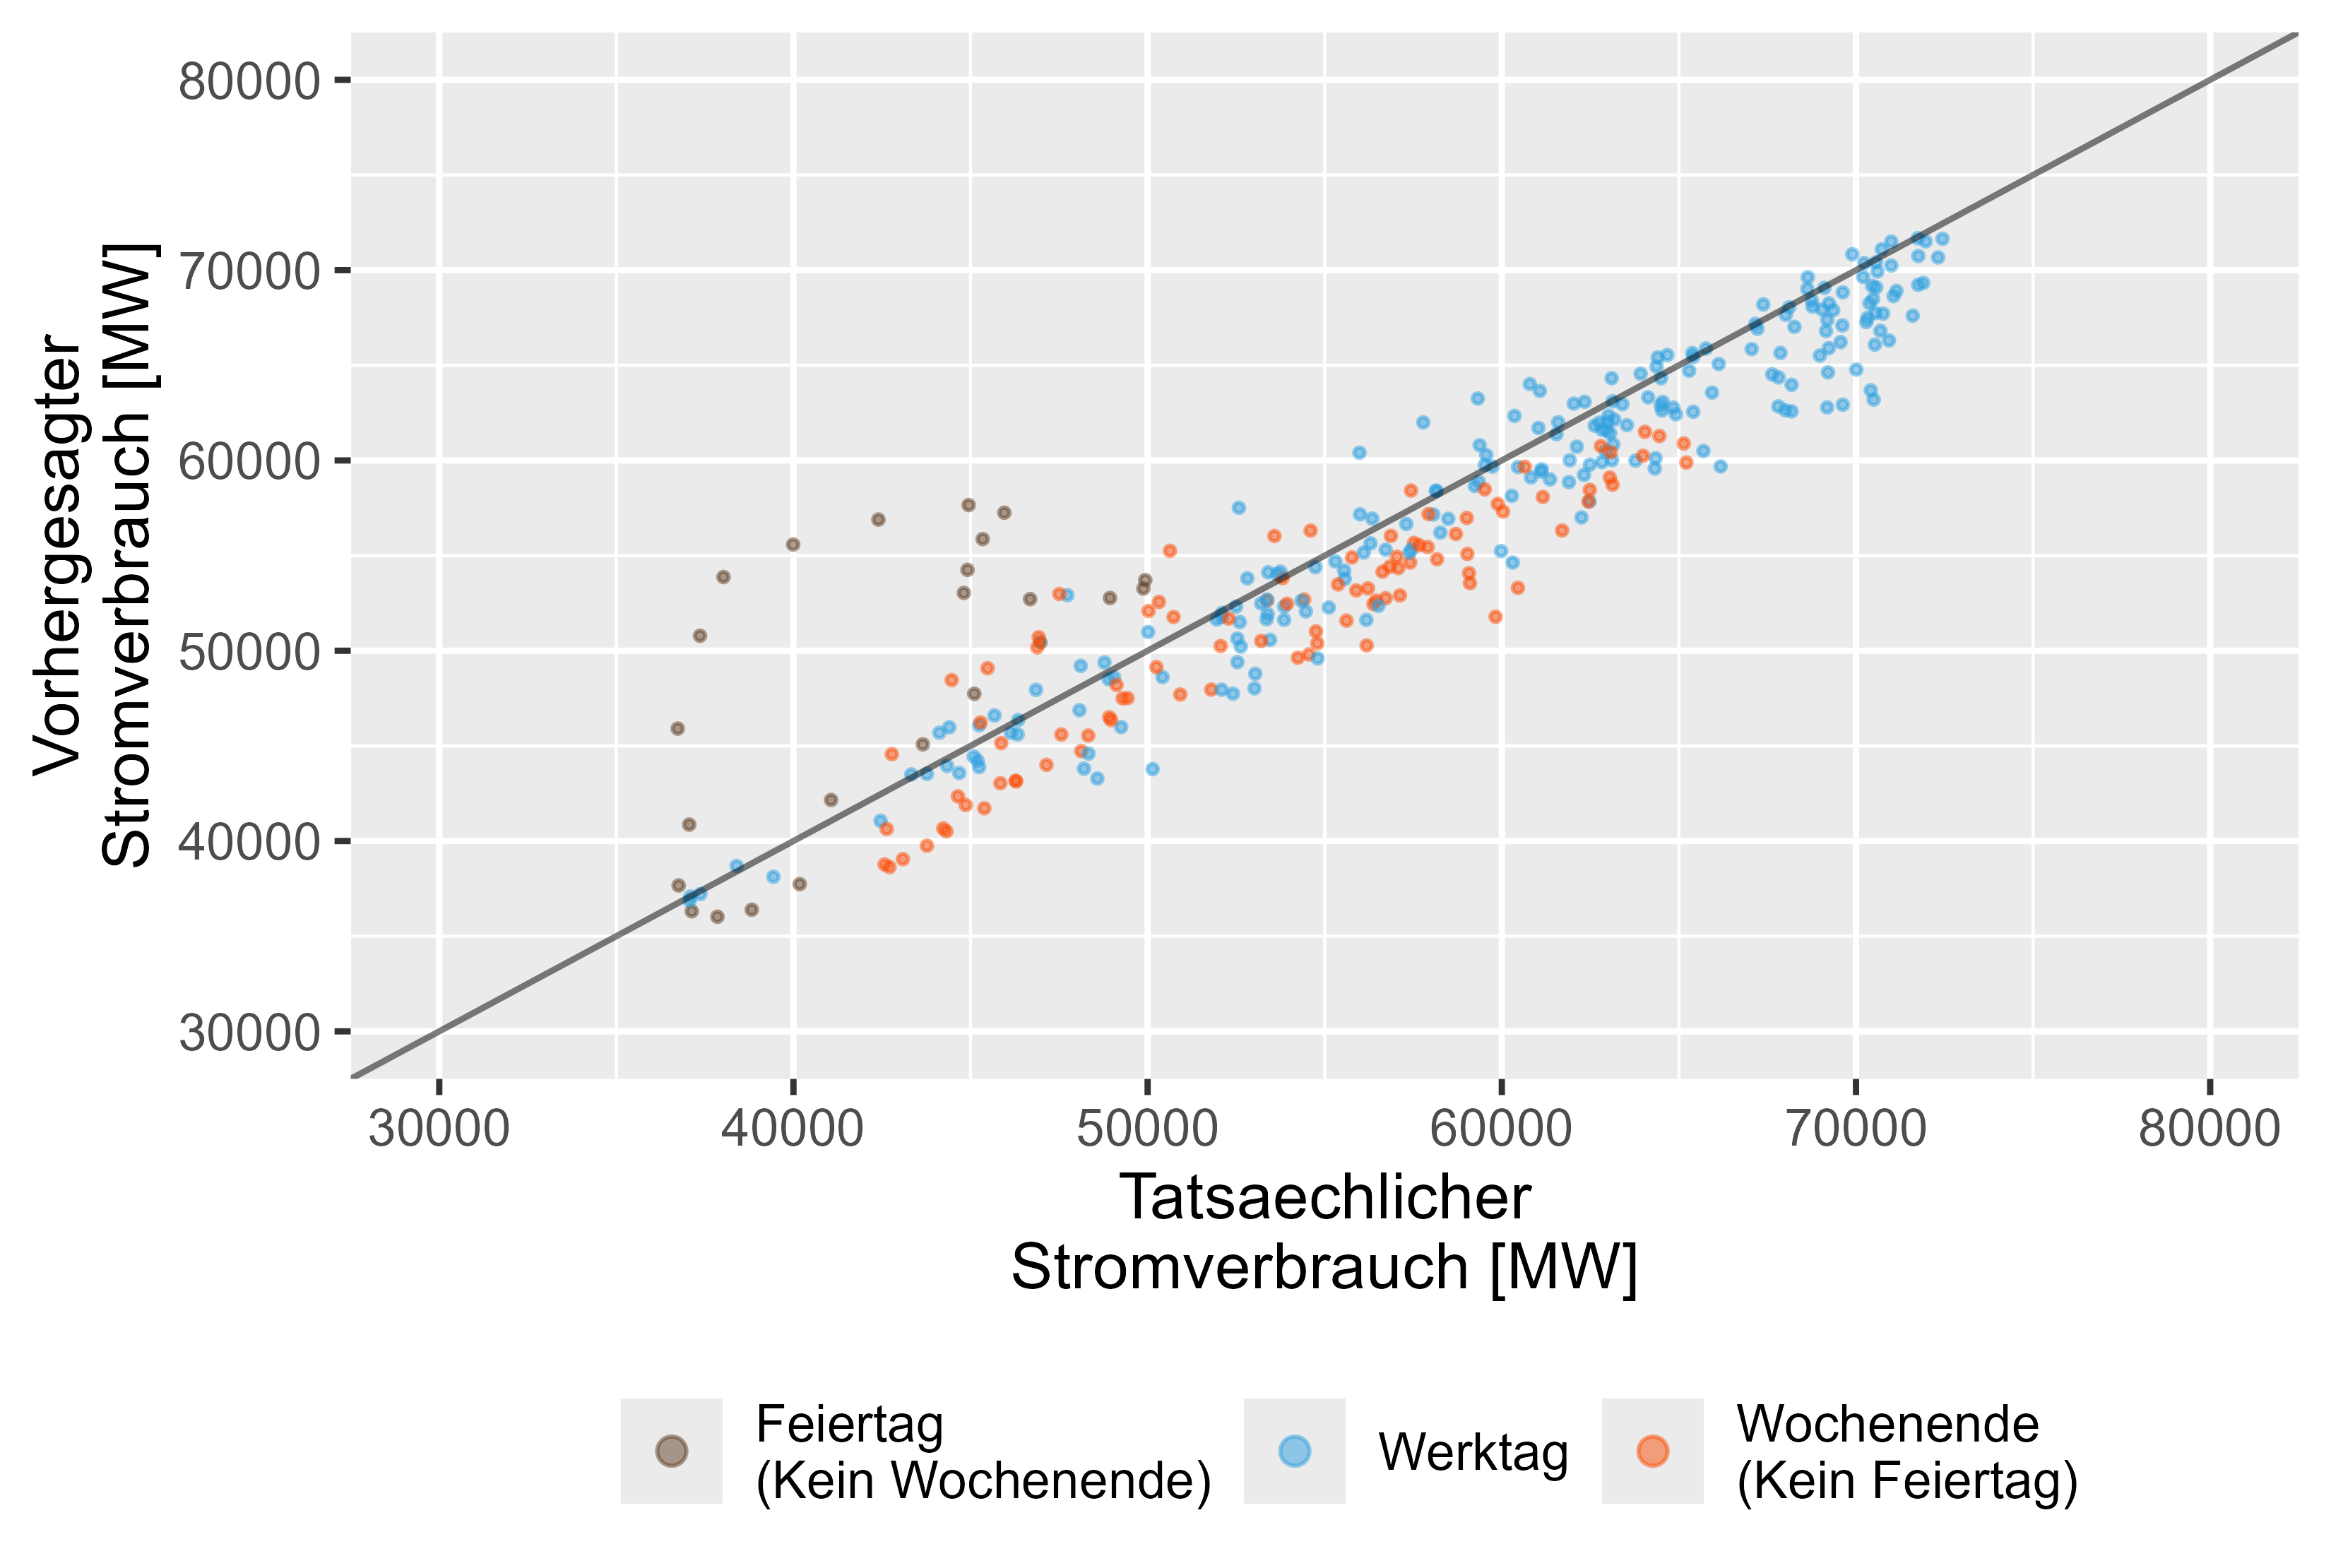 Vorhergesagter
Stromverbrauch [MW]
80000
70000
60000
50000
40000
30000
30000 40000 50000 60000 70000 80000
Tatsaechlicher
Stromverbrauch [MW]
Feiertag
(Kein Wochenende)
Werktag
Wochenende
(Kein Feiertag)